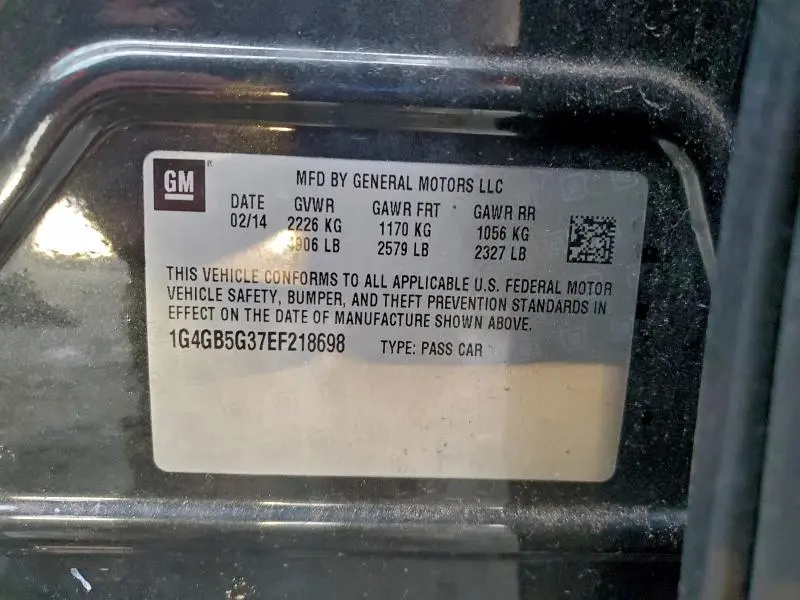 GM
MFD BY GENERAL MOTORS LLC
DATE GVWR GAWR FRT GAWR RR
02/14 2226 KG 1170 KG 1056 KG
LB 2579 LB 2327 LB
THIS VEHICLE CONFORMS TO ALL APPLICABLE U.S. FEDERAL MOTOR
VEHICLE SAFETY, BUMPER, AND THEFT PREVENTION STANDARDS IN
EFFECT ON THE DATE OF MANUFACTURE SHOWN ABOVE.
1G4GB5G37EF218698 TYPE: PASS CAR